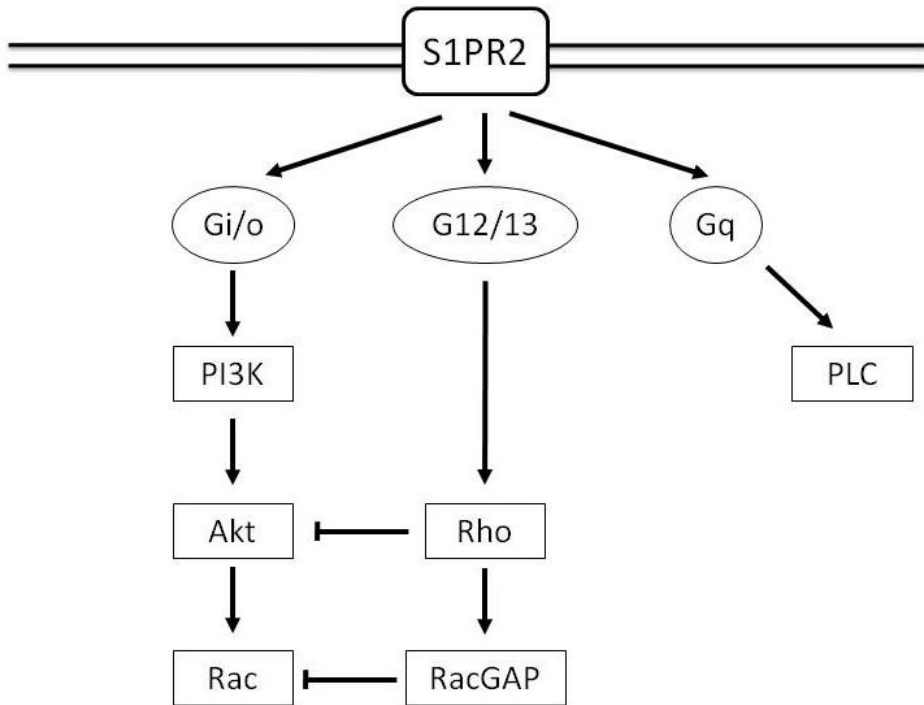 S1PR2
Gi/o
G12/13
Gq
PI3K
PLC
Akt
Rho
Rac
RacGAP